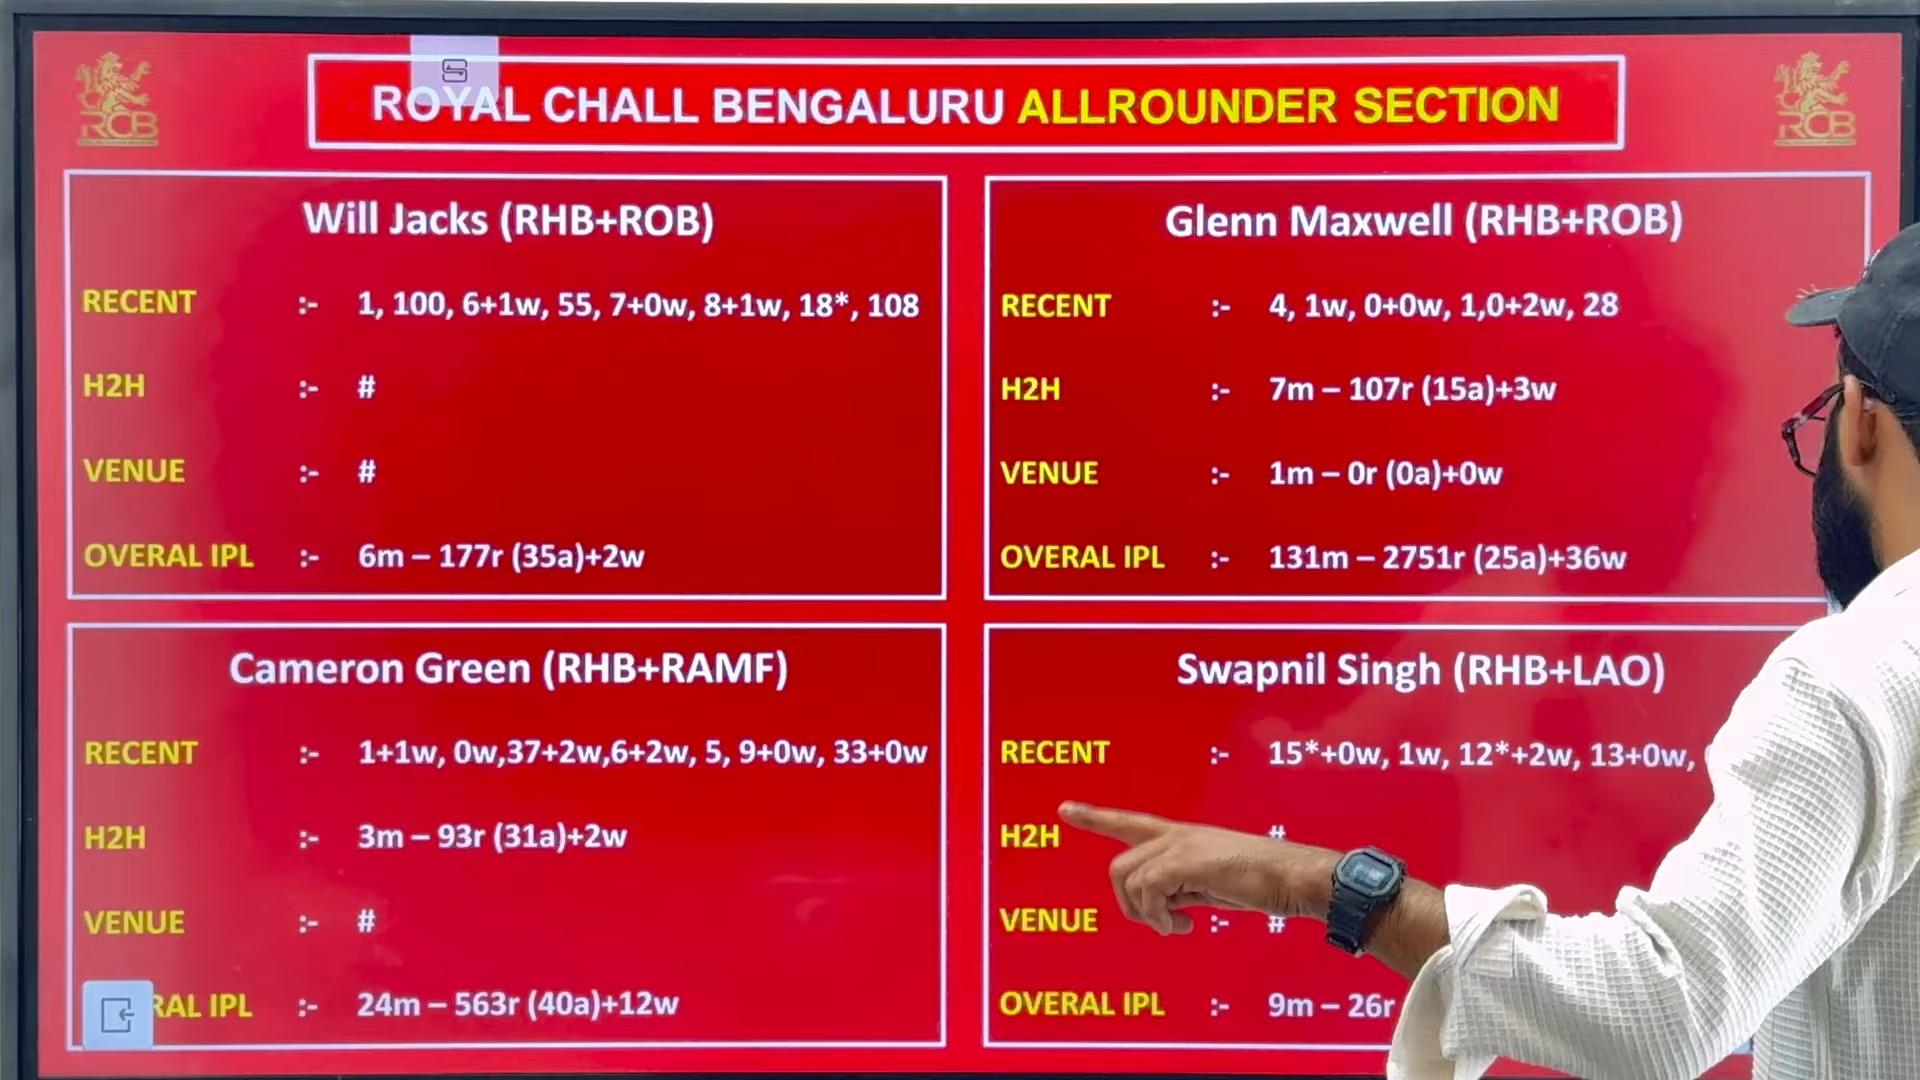 RCB
ROYAL CHALL BENGALURU ALLROUNDER SECTION
RCB
Will Jacks (RHB+ROB)
RECENT :- 1, 100, 6+1w, 55, 7+0w, 8+1w, 18*, 108
H2H :- #
VENUE :- #
OVERAL IPL :- 6m – 177r (35a)+2w
Glenn Maxwell (RHB+ROB)
RECENT :- 4, 1w, 0+0w, 1,0+2w, 28
H2H :- 7m – 107r (15a)+3w
VENUE :- 1m – 0r (0a)+0w
OVERAL IPL :- 131m – 2751r (25a)+36w
Cameron Green (RHB+RAMF)
RECENT :- 1+1w, 0w,37+2w,6+2w, 5, 9+0w, 33+0w
H2H :- 3m – 93r (31a)+2w
VENUE :- #
RAL IPL :- 24m – 563r (40a)+12w
Swapnil Singh (RHB+LAO)
RECENT :- 15*+0w, 1w, 12*+2w, 13+0w,
H2H #
VENUE :- #
OVERAL IPL :- 9m – 26r